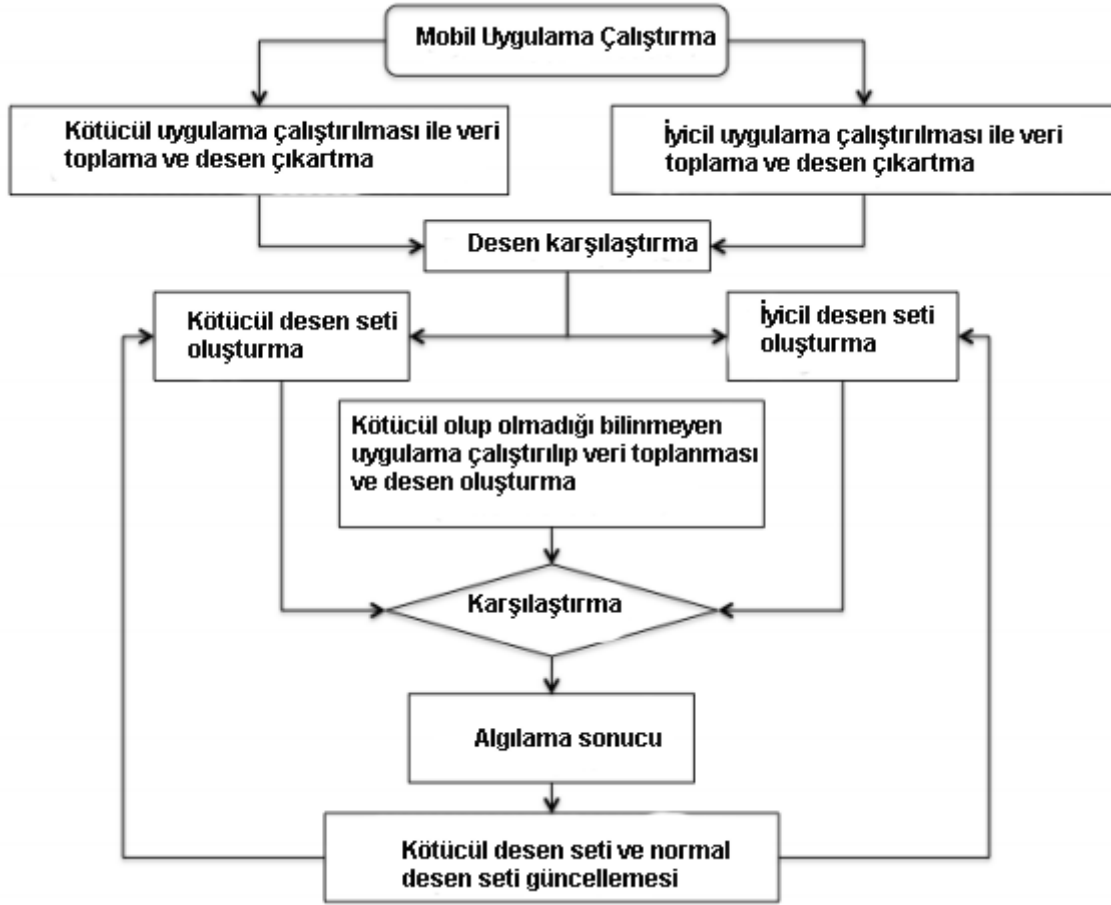 Mobil Uygulama Çalıştırma
Kötücül uygulama çalıştırılması ile veri
toplama ve desen çıkartma
İyicil uygulama çalıştırılması ile veri
toplama ve desen çıkartma
Desen karşılaştırma
Kötücül desen seti
oluşturma
İyicil desen seti
oluşturma
Kötücül olup olmadığı bilinmeyen
uygulama çalıştırılıp veri toplanması
ve desen oluşturma
Karşılaştırma
Algılama sonucu
Kötücül desen seti ve normal
desen seti güncellemesi